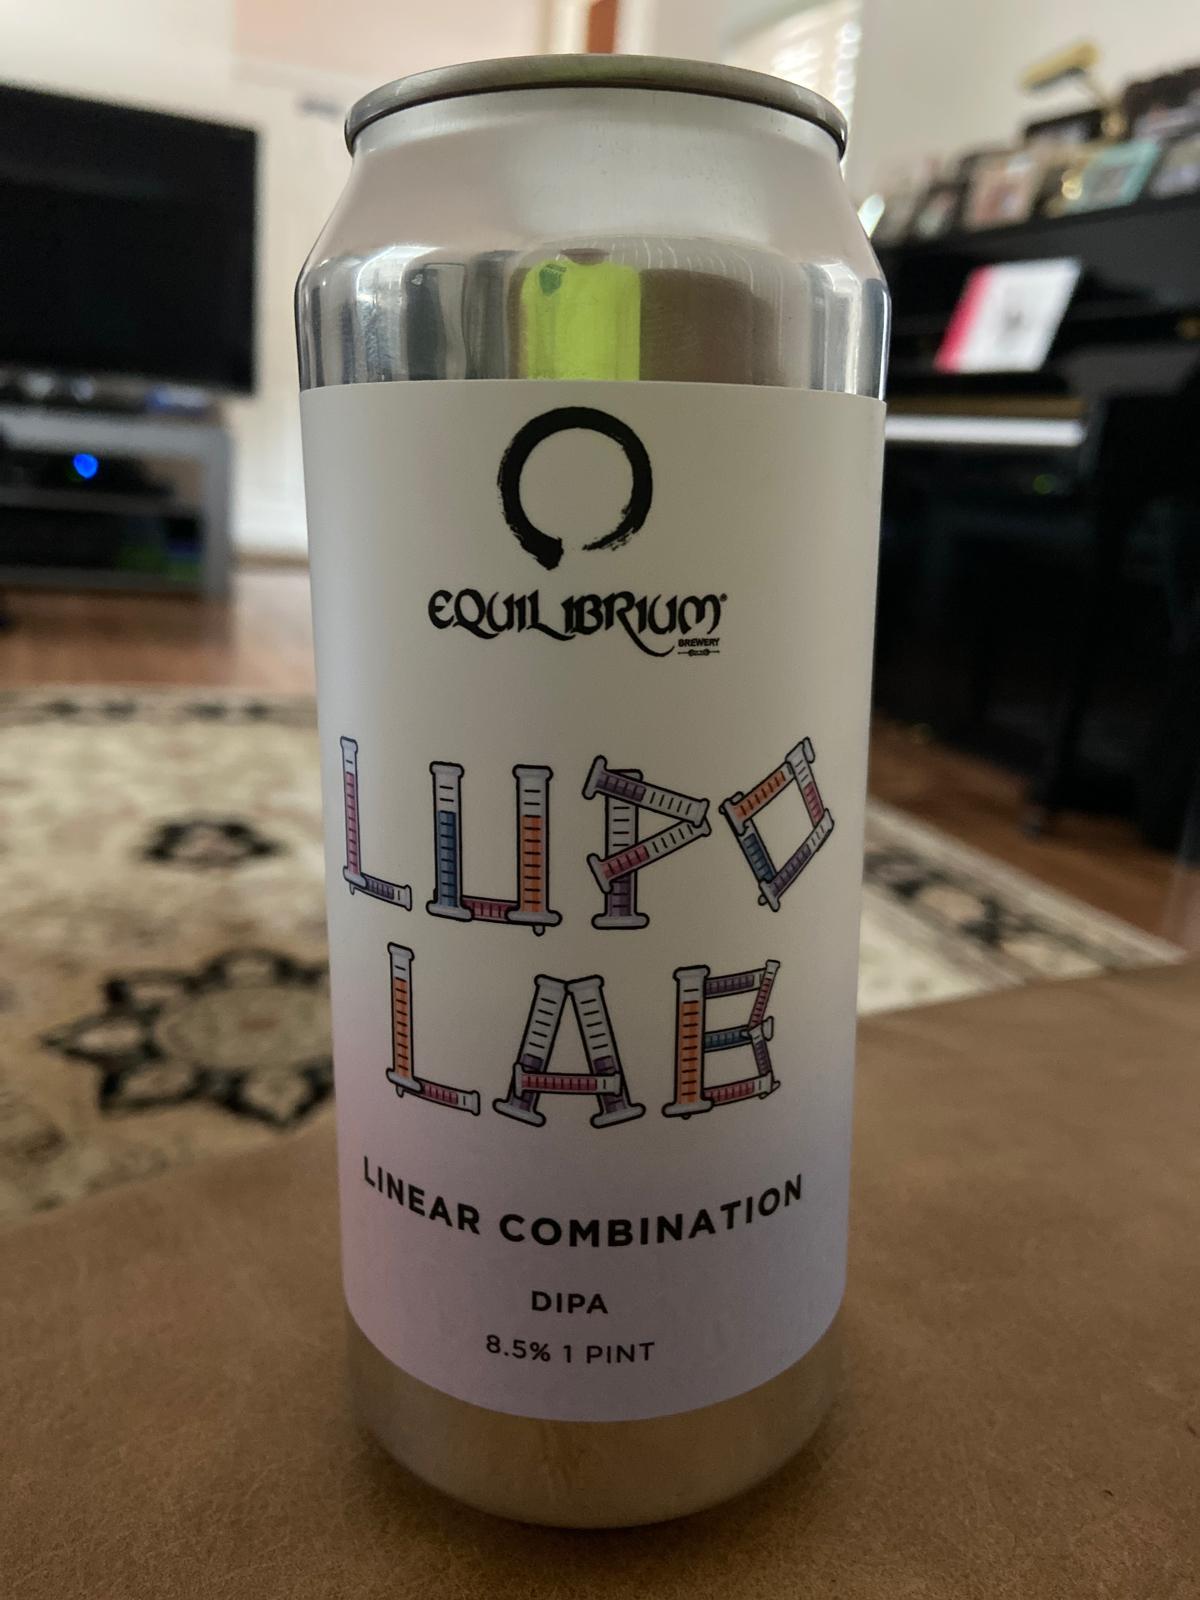 EQUILIBRIUM®
BREWERY
LUPO
LAB
LINEAR COMBINATION
DIPA
8.5% 1 PINT